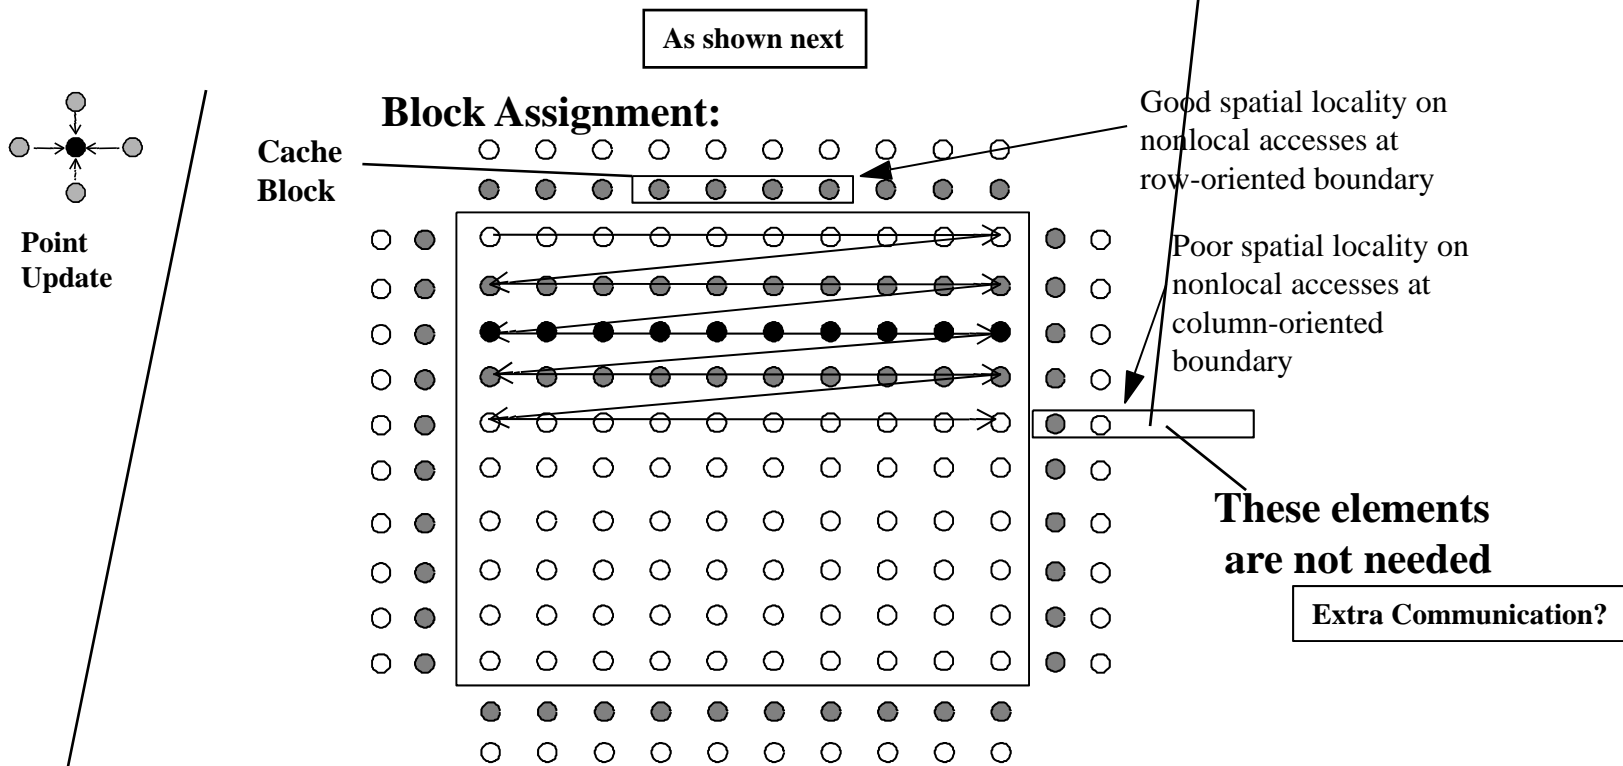 As shown next
Block Assignment:
Good spatial locality on
nonlocal accesses at
row-oriented boundary
Cache
Block
Point
Update
Poor spatial locality on
nonlocal accesses at
column-oriented
boundary
These elements
are not needed
Extra Communication?